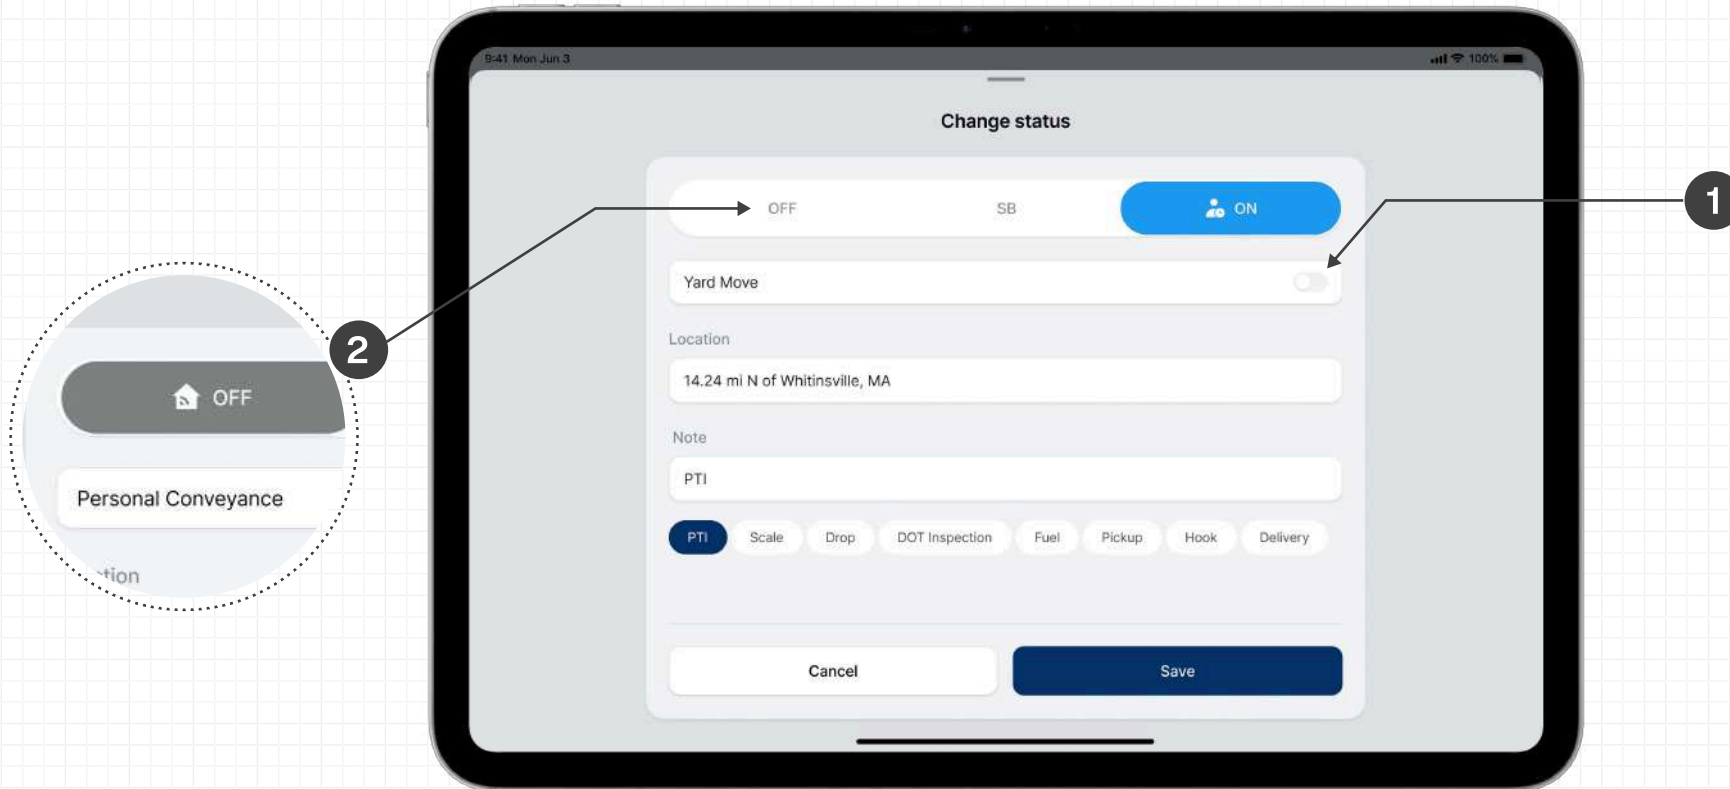 9:41 Mon Jun 3
100%
Change status
OFF
SB
ON
1
Yard Move
2
Location
14.24 mi N of Whitinsville, MA
OFF
Note
PTI
Personal Conveyance
PTI
Scale
Drop
DOT Inspection
Fuel
Pickup
Hook
Delivery
tion
Cancel
Save